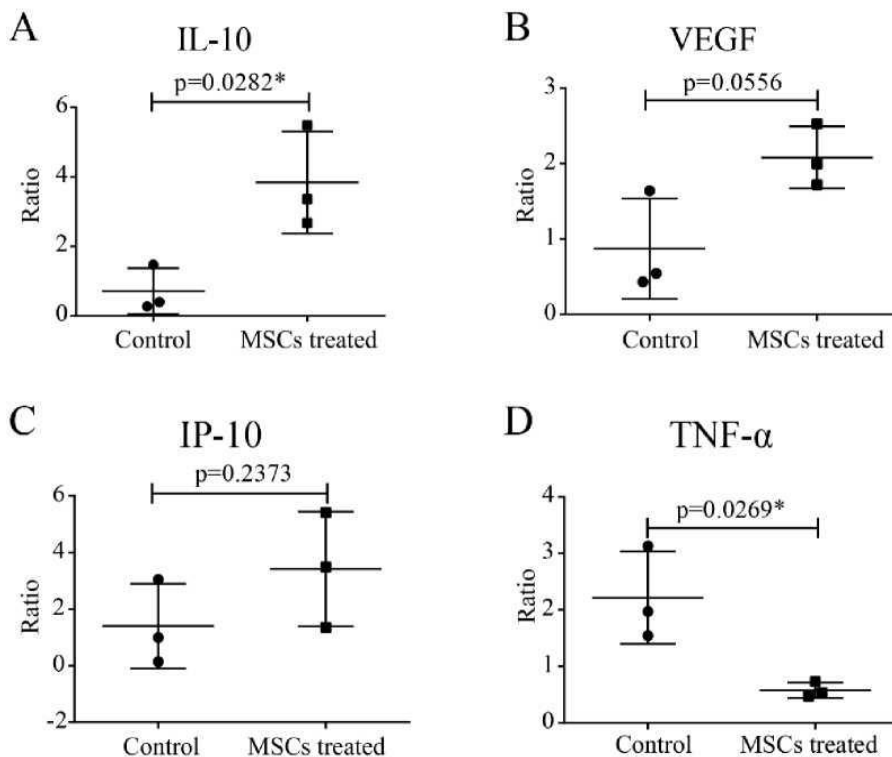 A
IL-10
p=0.0282*
6
4
2
0
Ratio
Control
MSCs treated
B
VEGF
p=0.0556
3
2
1
0
Ratio
Control
MSCs treated
C
IP-10
p=0.2373
6
4
2
0
-2
Ratio
Control
MSCs treated
D
TNF-α
p=0.0269*
4
3
2
1
0
Ratio
Control
MSCs treated